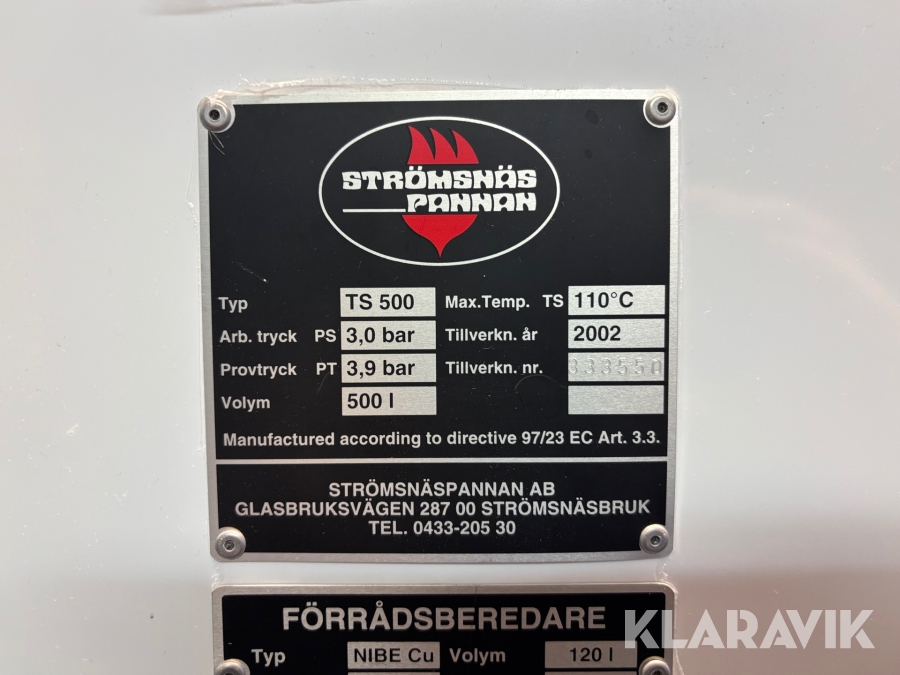 STRÖMSNÄS
PANNAN
Typ TS 500 Max.Temp. TS 110°C
Arb. tryck PS 3,0 bar Tillverkn. år 2002
Provtryck PT 3,9 bar Tillverkn. nr.
Volym 500 l
Manufactured according to directive 97/23 EC Art. 3.3.
STRÖMSNÄSPANNAN AB
GLASBRUKSVÄGEN 287 00 STRÖMSNÄSBRUK
TEL. 0433-205 30
FÖRRÅDSBEREDARE
Typ NIBE Cu Volym 120 l
KLARAVIK